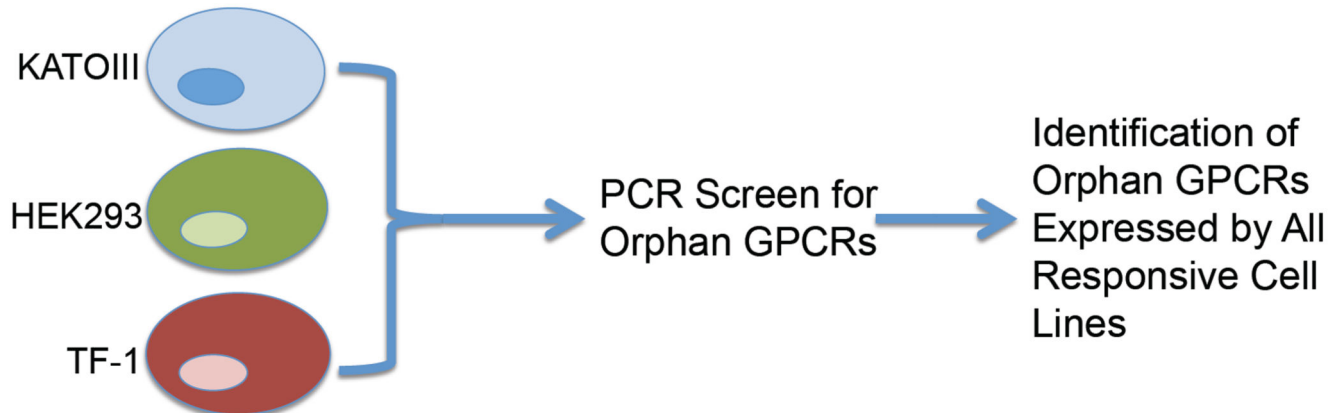 KATOIII
HEK293
TF-1
PCR Screen for
Orphan GPCRs
Identification of
Orphan GPCRs
Expressed by All
Responsive Cell
Lines